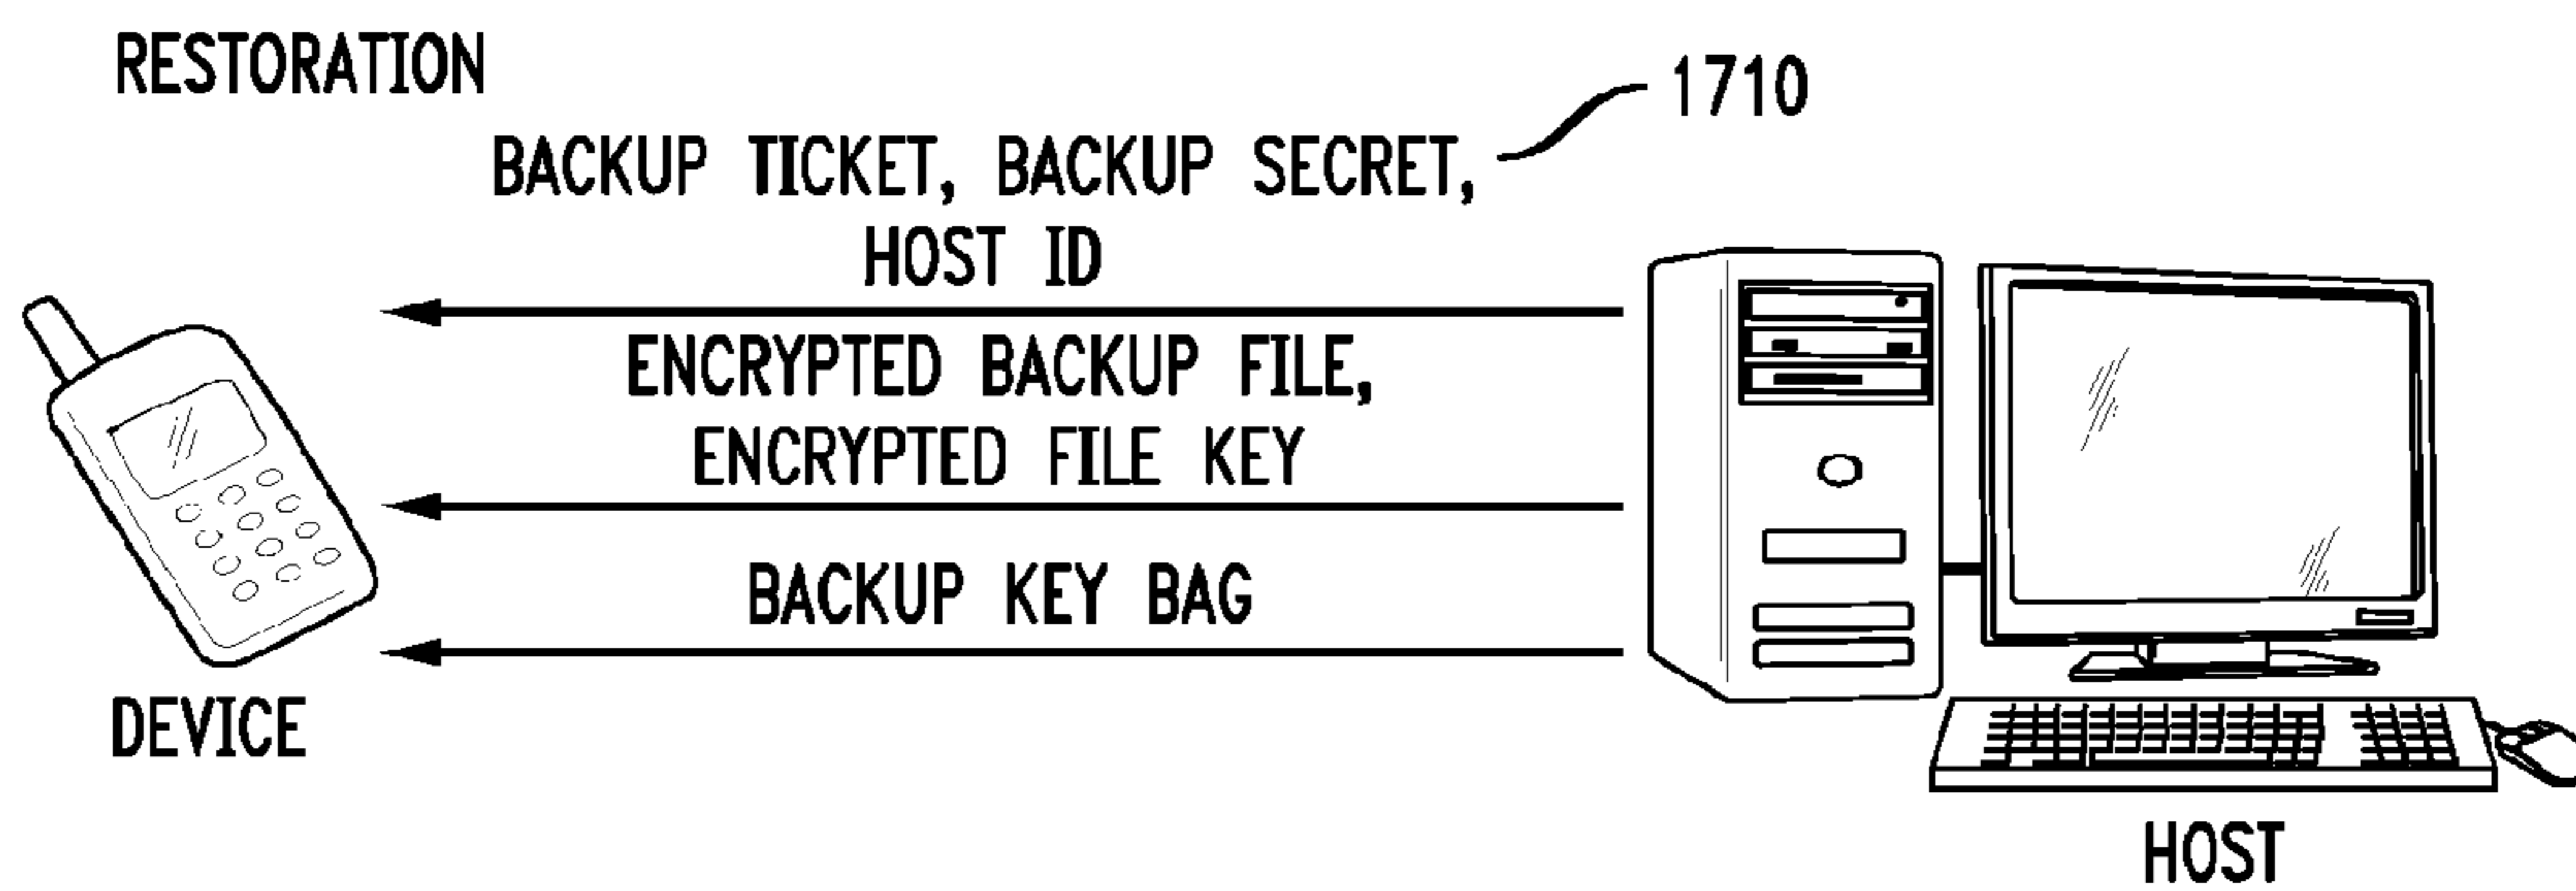 RESTORATION
1710
BACKUP TICKET, BACKUP SECRET,
HOST ID
ENCRYPTED BACKUP FILE,
ENCRYPTED FILE KEY
BACKUP KEY BAG
DEVICE
HOST